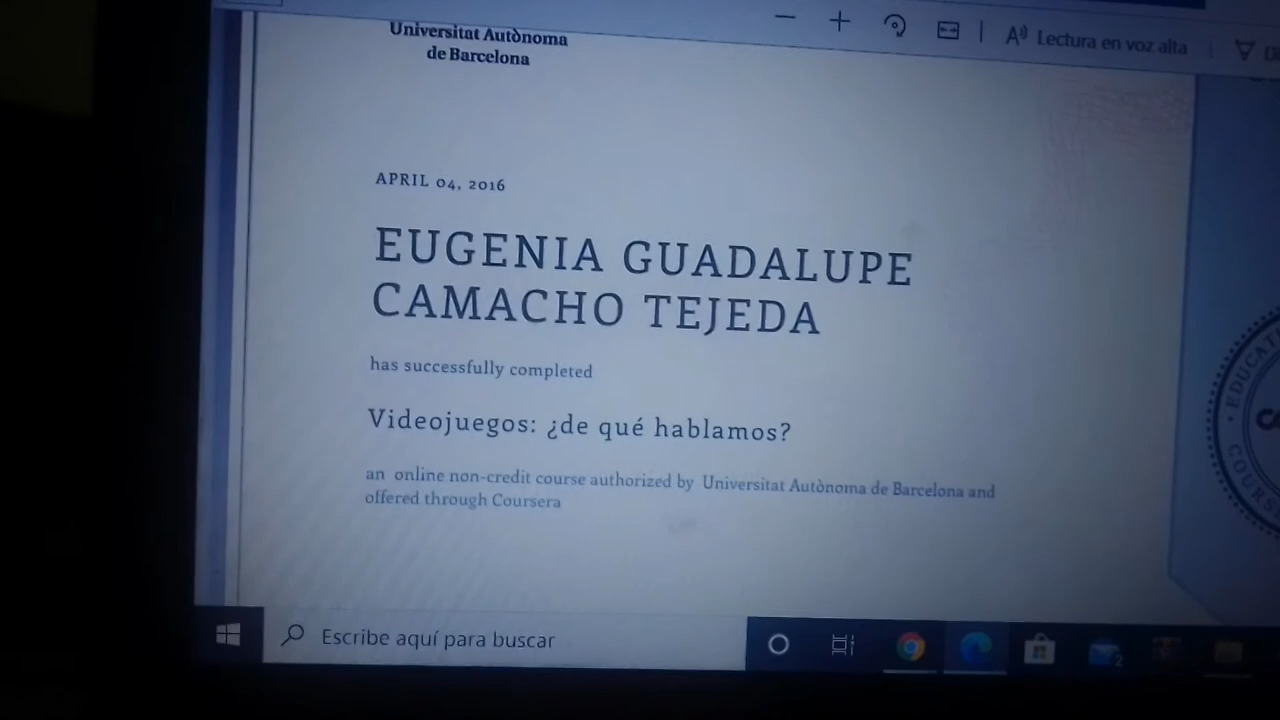 Universitat Autònoma
de Barcelona
Lectura en voz alta
APRIL 04, 2016
EUGENIA GUADALUPE
CAMACHO TEJEDA
has successfully completed
Videojuegos: ¿de qué hablamos?
an online non-credit course authorized by Universitat Autònoma de Barcelona and
offered through Coursera
Escribe aquí para buscar
2